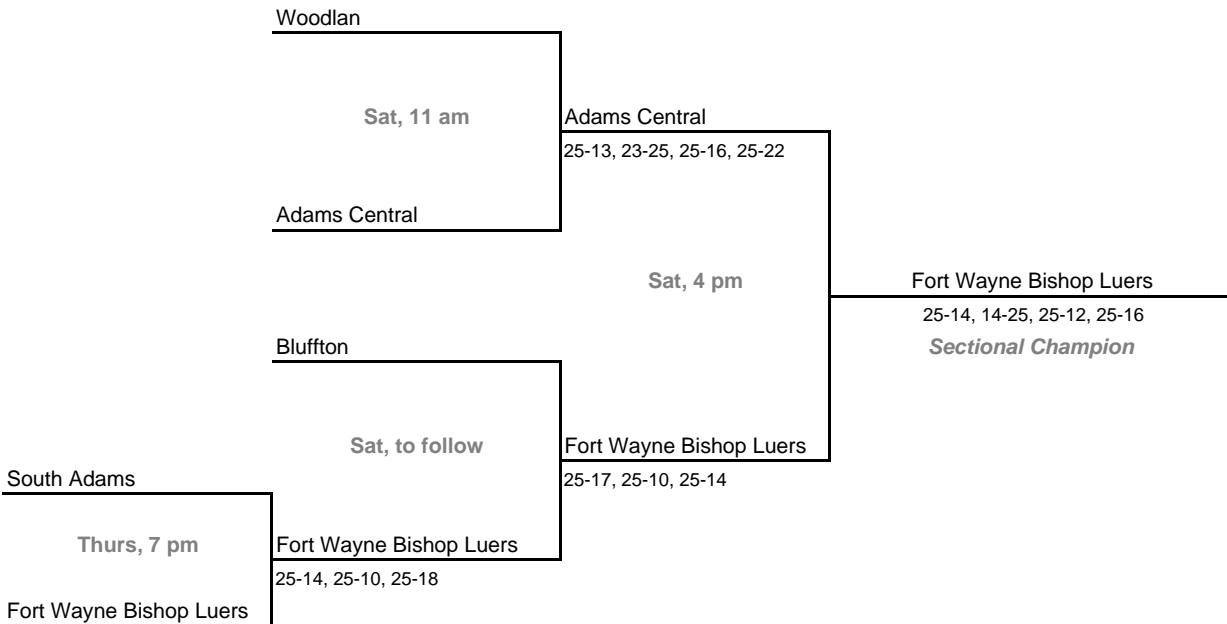 Woodlan
Sat, 11 am
Adams Central
25-13, 23-25, 25-16, 25-22
Adams Central
Sat, 4 pm
Fort Wayne Bishop Luers
25-14, 14-25, 25-12, 25-16
Sectional Champion
Bluffton
Sat, to follow
Fort Wayne Bishop Luers
25-17, 25-10, 25-14
South Adams
Thurs, 7 pm
Fort Wayne Bishop Luers
25-14, 25-10, 25-18
Fort Wayne Bishop Luers